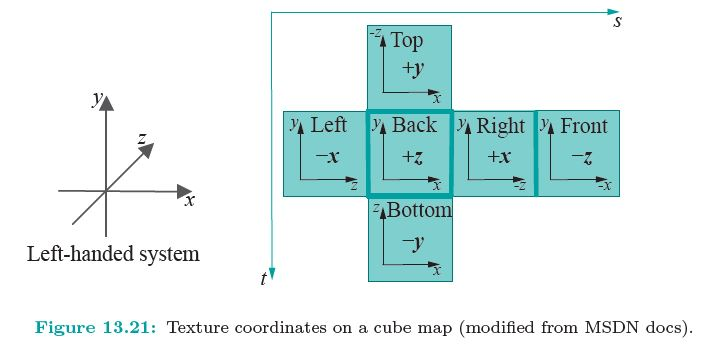 s
-z Top
+y
x
y
z
x
Left-handed system
y Left
−x
z
y Back
+z
x
y Right
+x
-z
y Front
−z
-x
z Bottom
−y
x
t
Figure 13.21: Texture coordinates on a cube map (modified from MSDN docs).